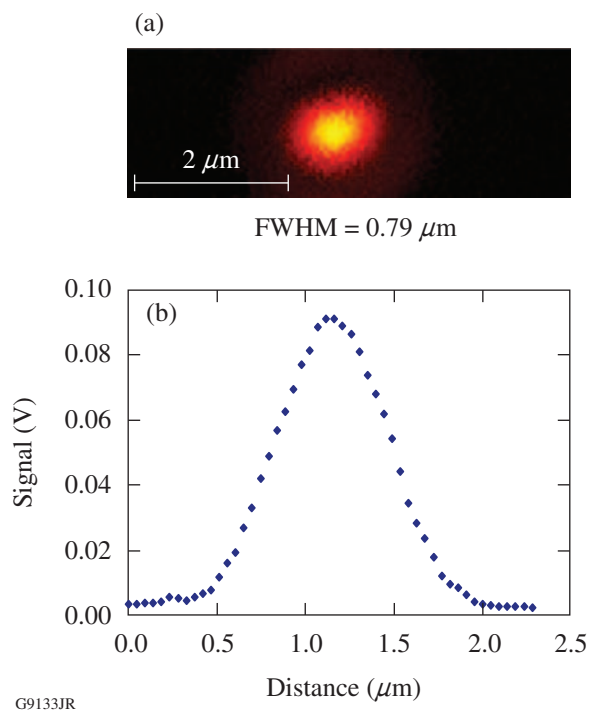 (a)
2 μm
FWHM = 0.79 μm
(b)
0.10
0.08
0.06
0.04
0.02
0.00
Signal (V)
0.0 0.5 1.0 1.5 2.0 2.5
Distance (μm)
G9133JR